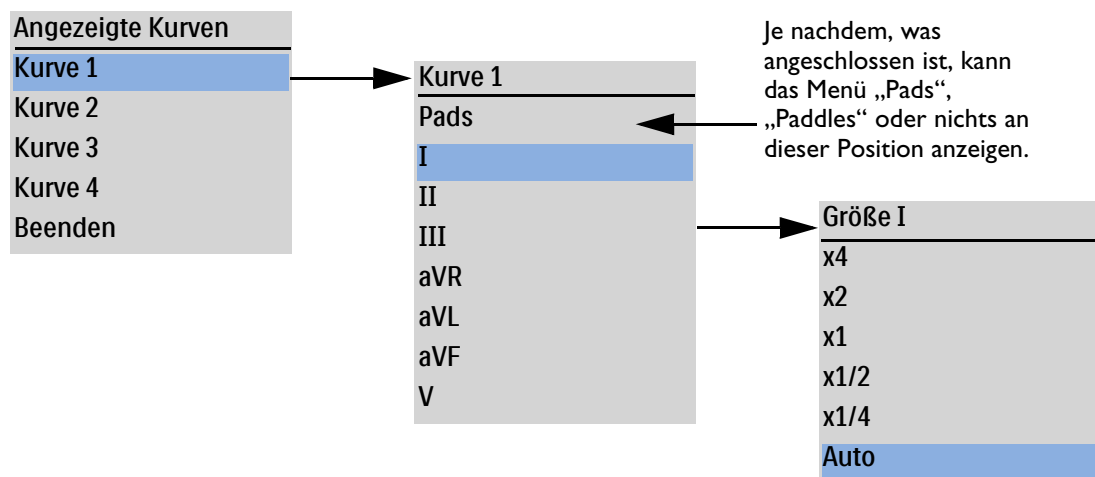 Angezeigte Kurven
Kurve 1
Kurve 2
Kurve 3
Kurve 4
Beenden
Kurve 1
Pads
I
II
III
aVR
aVL
aVF
V
Je nachdem, was
angeschlossen ist, kann
das Menü „Pads“,
„Paddles“ oder nichts an
dieser Position anzeigen.
Größe I
x4
x2
x1
x1/2
x1/4
Auto